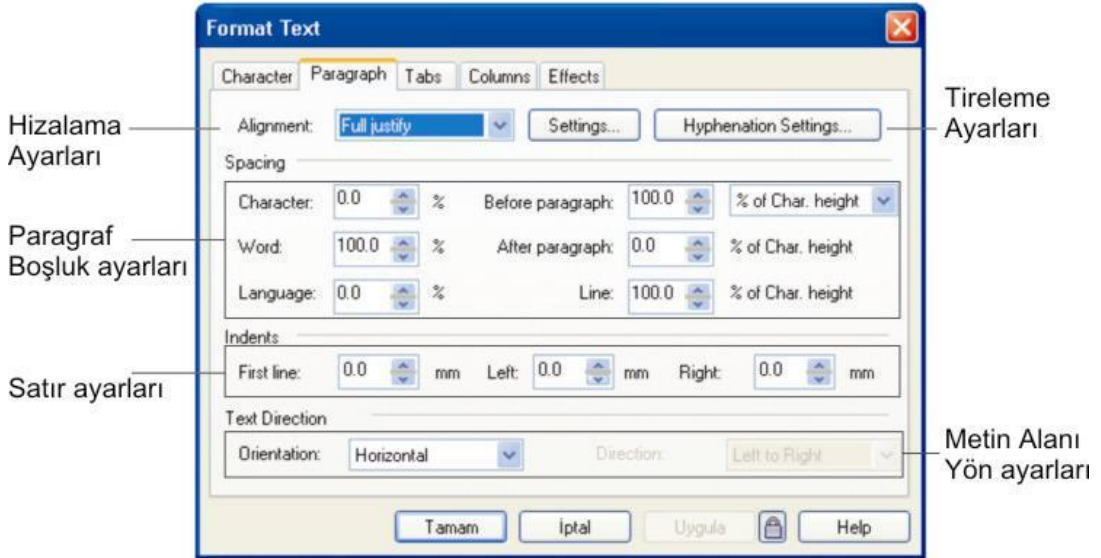 Format Text
Character Paragraph Tabs Columns Effects
Hizalama
Ayarları
Alignment: Full justify Settings... Hyphenation Settings...
Tireleme
Ayarları
Spacing
Paragraf
Boşluk ayarları
Character: 0.0 % Before paragraph: 100.0 % of Char. height
Word: 100.0 % After paragraph: 0.0 % of Char. height
Language: 0.0 % Line: 100.0 % of Char. height
Indents
Satır ayarları
First line: 0.0 mm Left: 0.0 mm Right: 0.0 mm
Text Direction
Orientation: Horizontal Direction: Left to Right
Metin Alanı
Yön ayarları
Tamam İptal Uygula Help